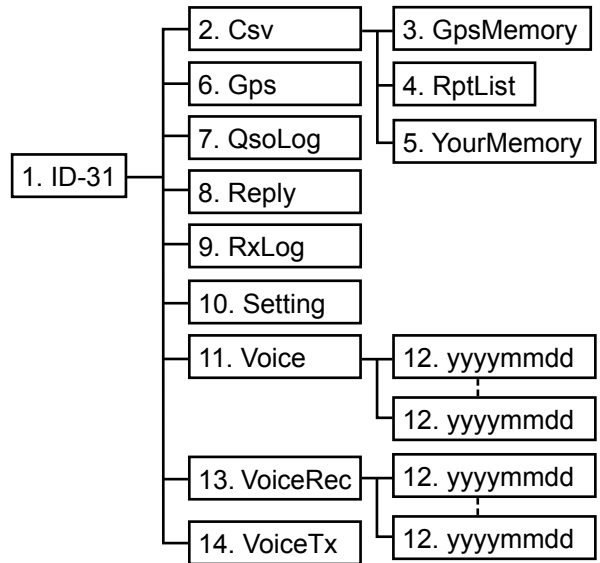 1. ID-31
2. Csv
3. GpsMemory
4. RptList
5. YourMemory
6. Gps
7. QsoLog
8. Reply
9. RxLog
10. Setting
11. Voice
12. yyyymmdd
12. yyyymmdd
13. VoiceRec
12. yyyymmdd
12. yyyymmdd
14. VoiceTx